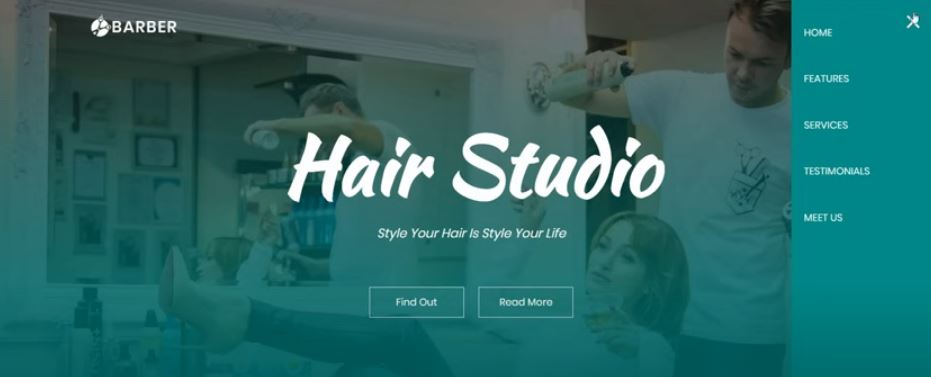 BARBER
HOME
FEATURES
SERVICES
TESTIMONIALS
MEET US
Hair Studio
Style Your Hair Is Style Your Life
Find Out
Read More